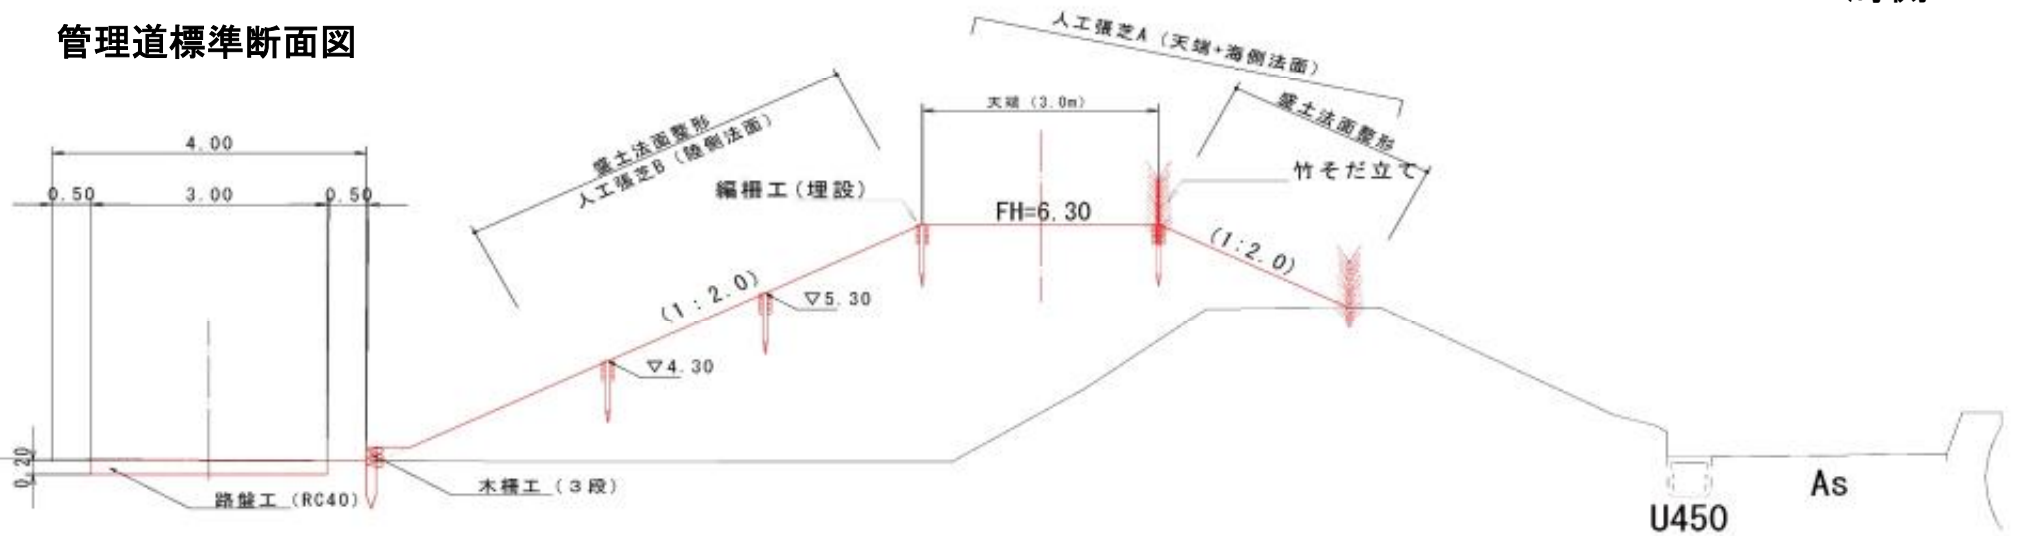 管理道標準断面図
人工張芝A（天端+海側法面）
盛土法面整形
人工張芝B（陸側法面）
天端（3.0m）
盛土法面整形
4.00
0.50
3.00
0.50
編柵工（埋設）
竹そだ立て
FH=6.30
(1:2.0)
(1:2.0)
▽5.30
▽4.30
0.20
路盤工（RC40）
木柵工（３段）
As
U450